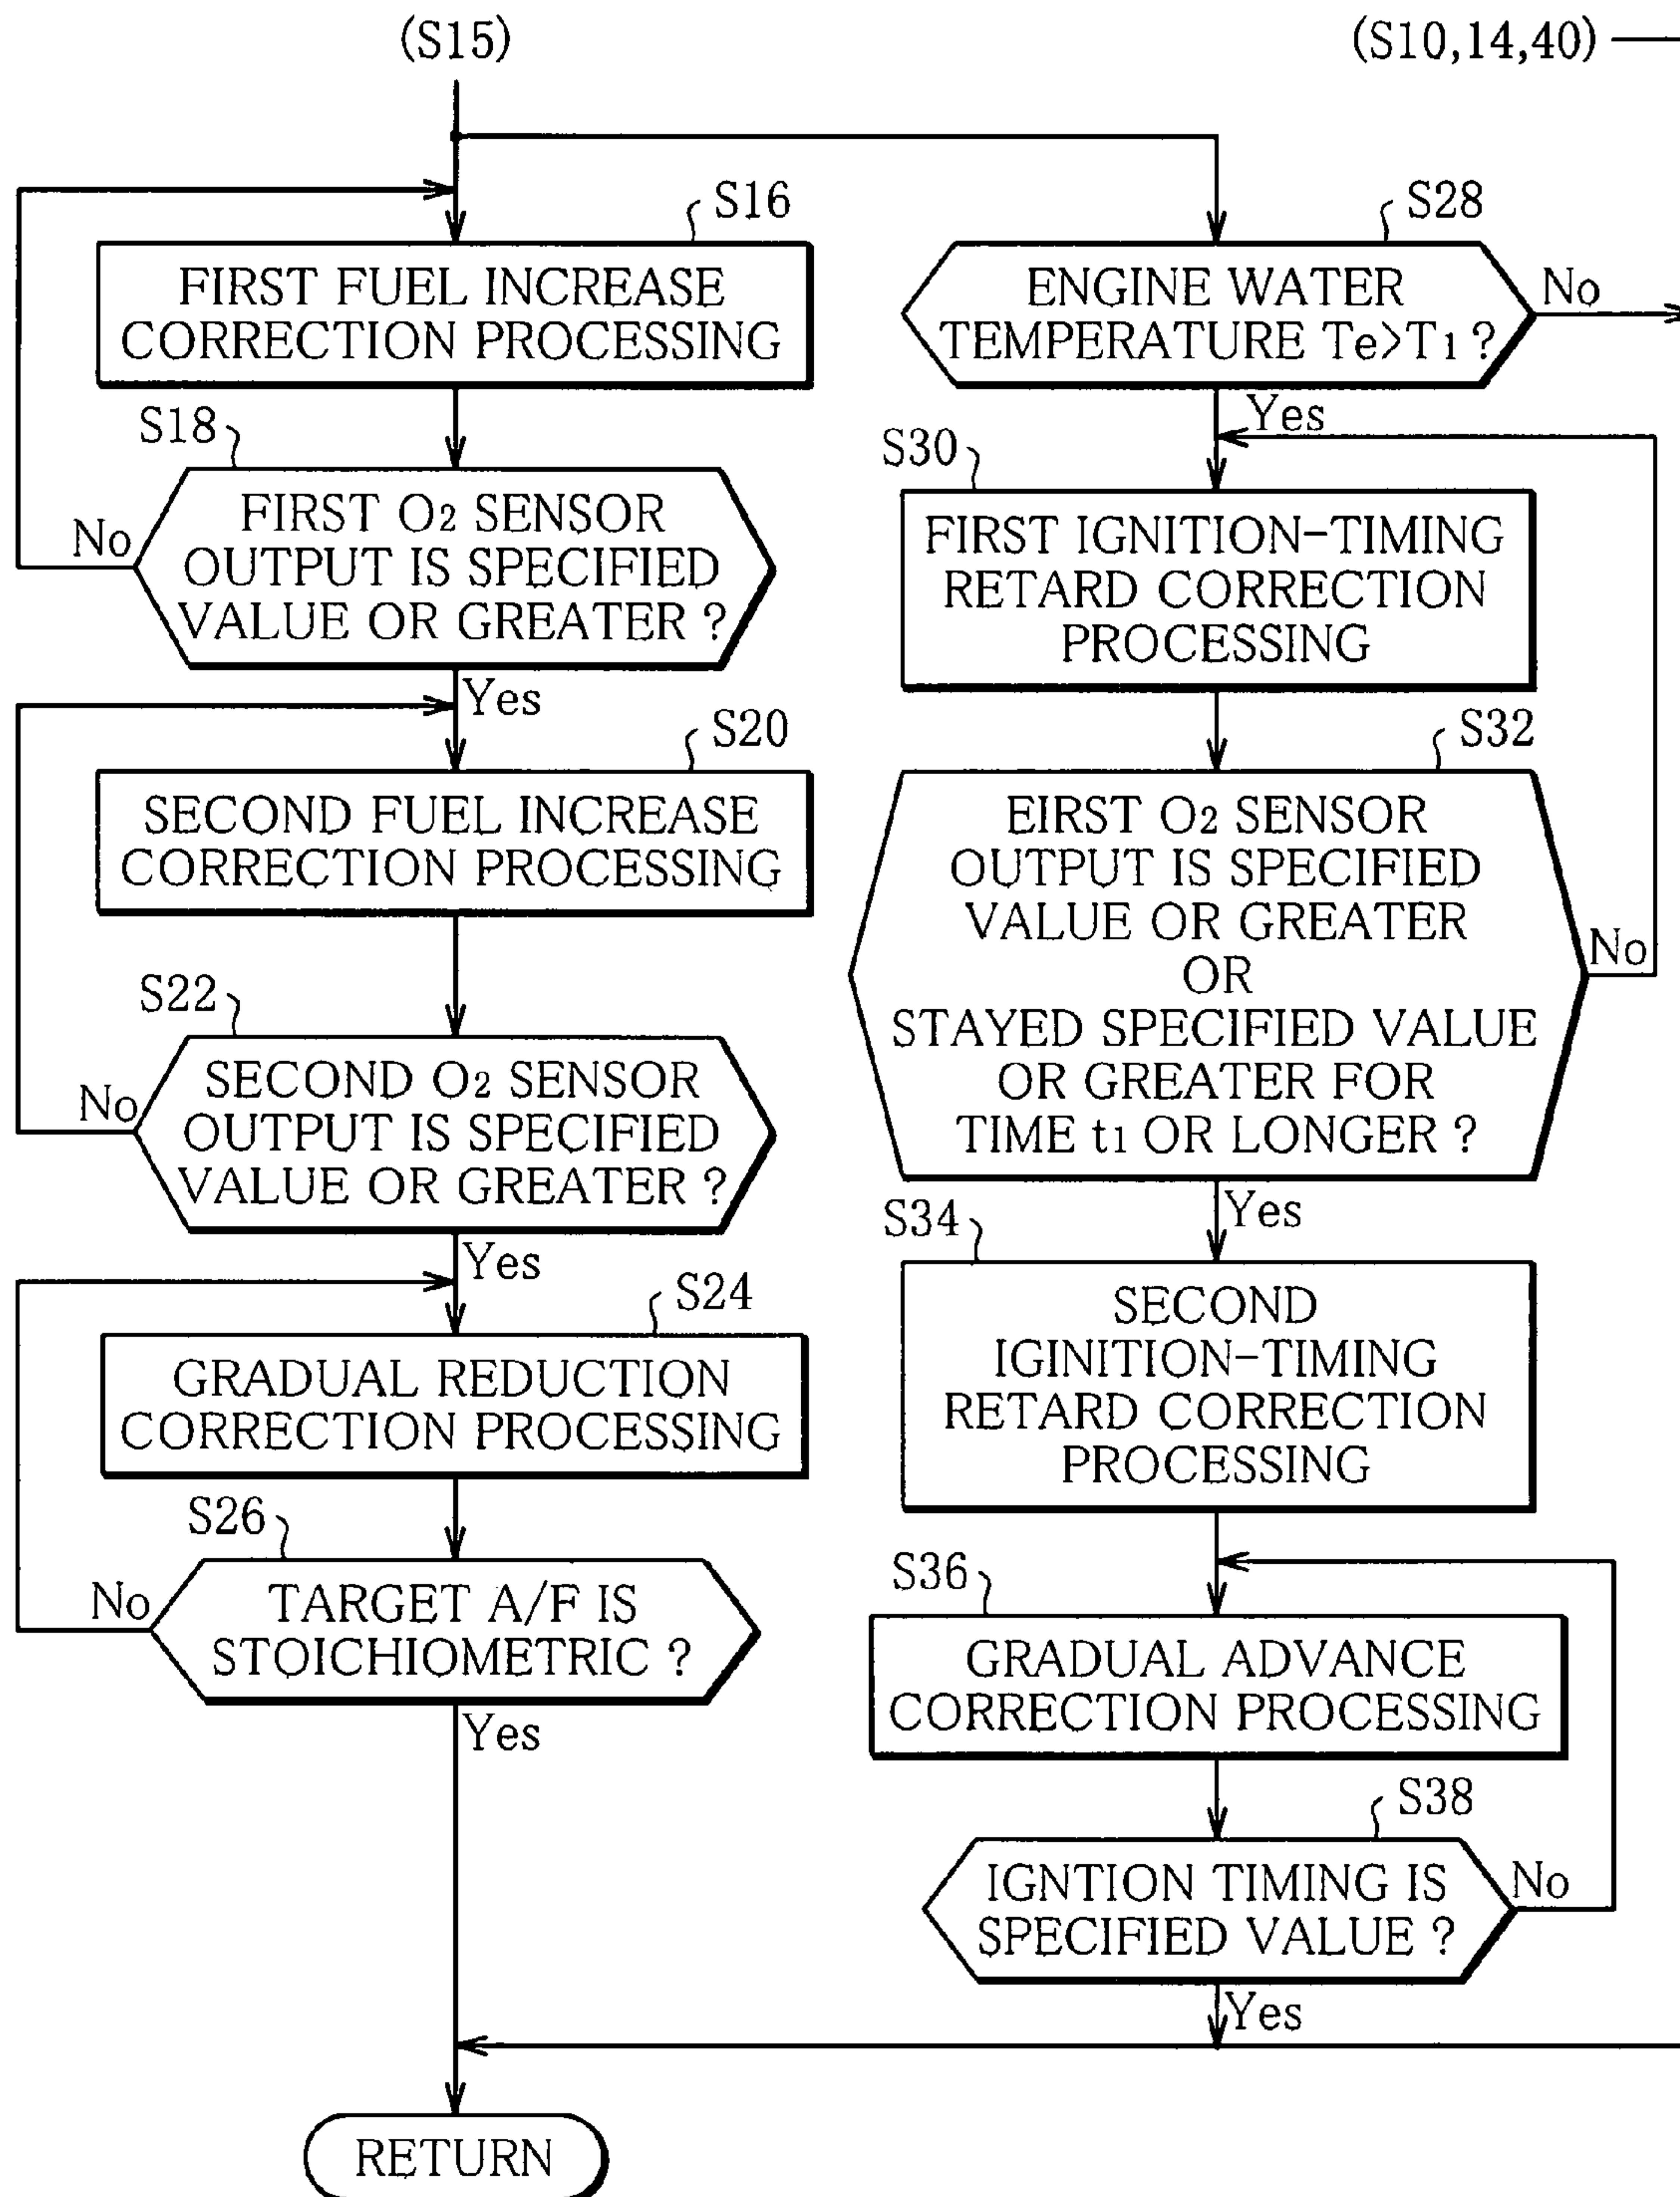 (S15)
(S10,14,40)
S16
FIRST FUEL INCREASE
CORRECTION PROCESSING
S18
FIRST O2 SENSOR
OUTPUT IS SPECIFIED
VALUE OR GREATER ?
No
Yes
S20
SECOND FUEL INCREASE
CORRECTION PROCESSING
S22
SECOND O2 SENSOR
OUTPUT IS SPECIFIED
VALUE OR GREATER ?
No
Yes
S24
GRADUAL REDUCTION
CORRECTION PROCESSING
S26
TARGET A/F IS
STOICHIOMETRIC ?
No
Yes
S28
ENGINE WATER
TEMPERATURE Te>T1 ?
No
Yes
S30
FIRST IGNITION-TIMING
RETARD CORRECTION
PROCESSING
S32
EIRST O2 SENSOR
OUTPUT IS SPECIFIED
VALUE OR GREATER
OR
STAYED SPECIFIED VALUE
OR GREATER FOR
TIME t1 OR LONGER ?
No
Yes
S34
SECOND
IGINITION-TIMING
RETARD CORRECTION
PROCESSING
S36
GRADUAL ADVANCE
CORRECTION PROCESSING
S38
IGNTION TIMING IS
SPECIFIED VALUE ?
No
Yes
RETURN